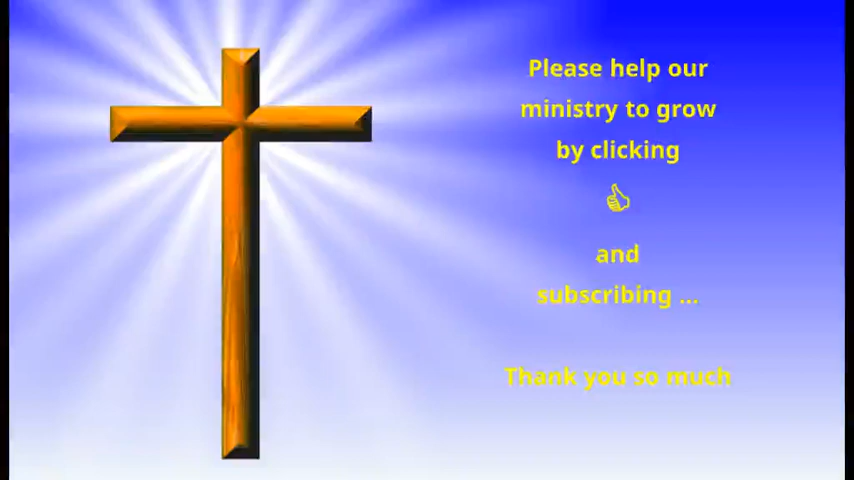 Please help our
ministry to grow
by clicking
👍
and
subscribing ...
Thank you so much